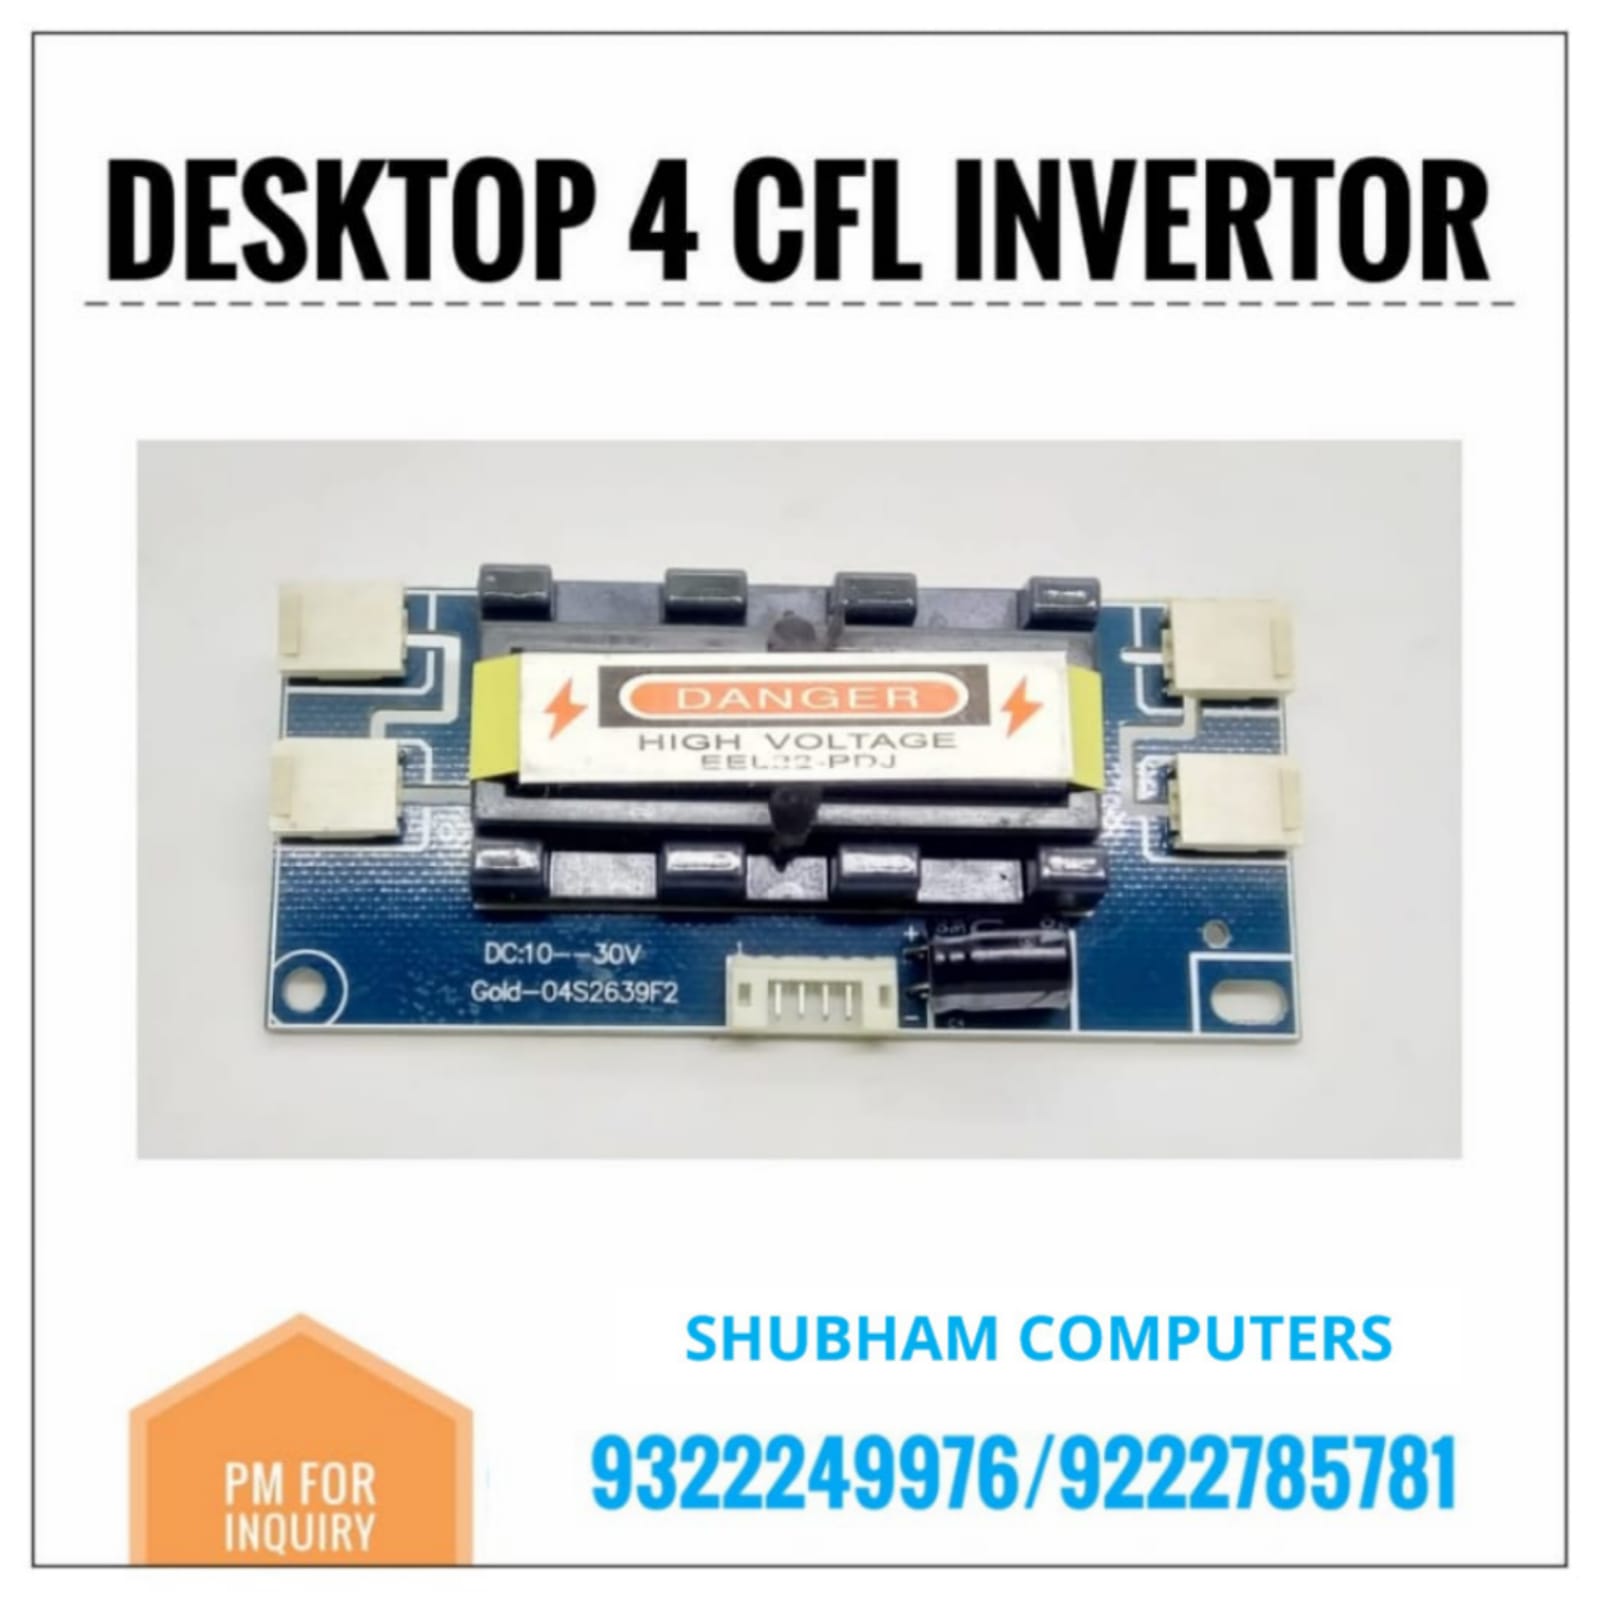 DESKTOP 4 CFL INVERTOR
DANGER
HIGH VOLTAGE
DC:10--30V
Gold-04S2639F2
+
-
SHUBHAM COMPUTERS
9322249976/9222785781
PM FOR
INQUIRY